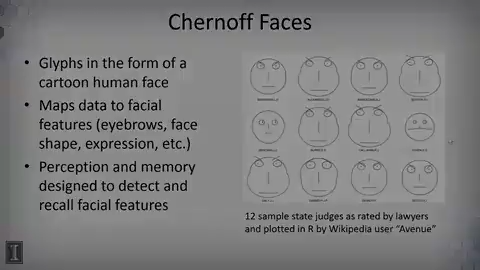 Chernoff Faces
• Glyphs in the form of a
cartoon human face
• Maps data to facial
features (eyebrows, face
shape, expression, etc.)
• Perception and memory
designed to detect and
recall facial features
12 sample state judges as rated by lawyers
and plotted in R by Wikipedia user “Avenue”
I